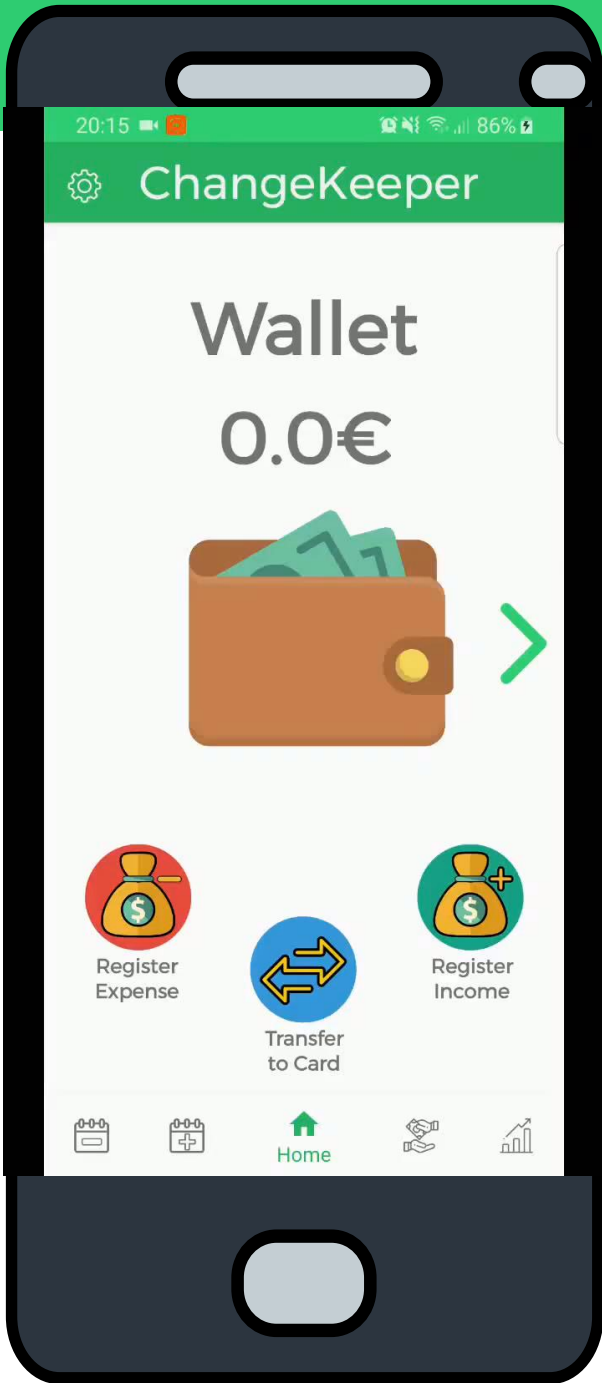 20:15 86%
ChangeKeeper
Wallet
0.0€
Register
Expense
Transfer
to Card
Register
Income
Home